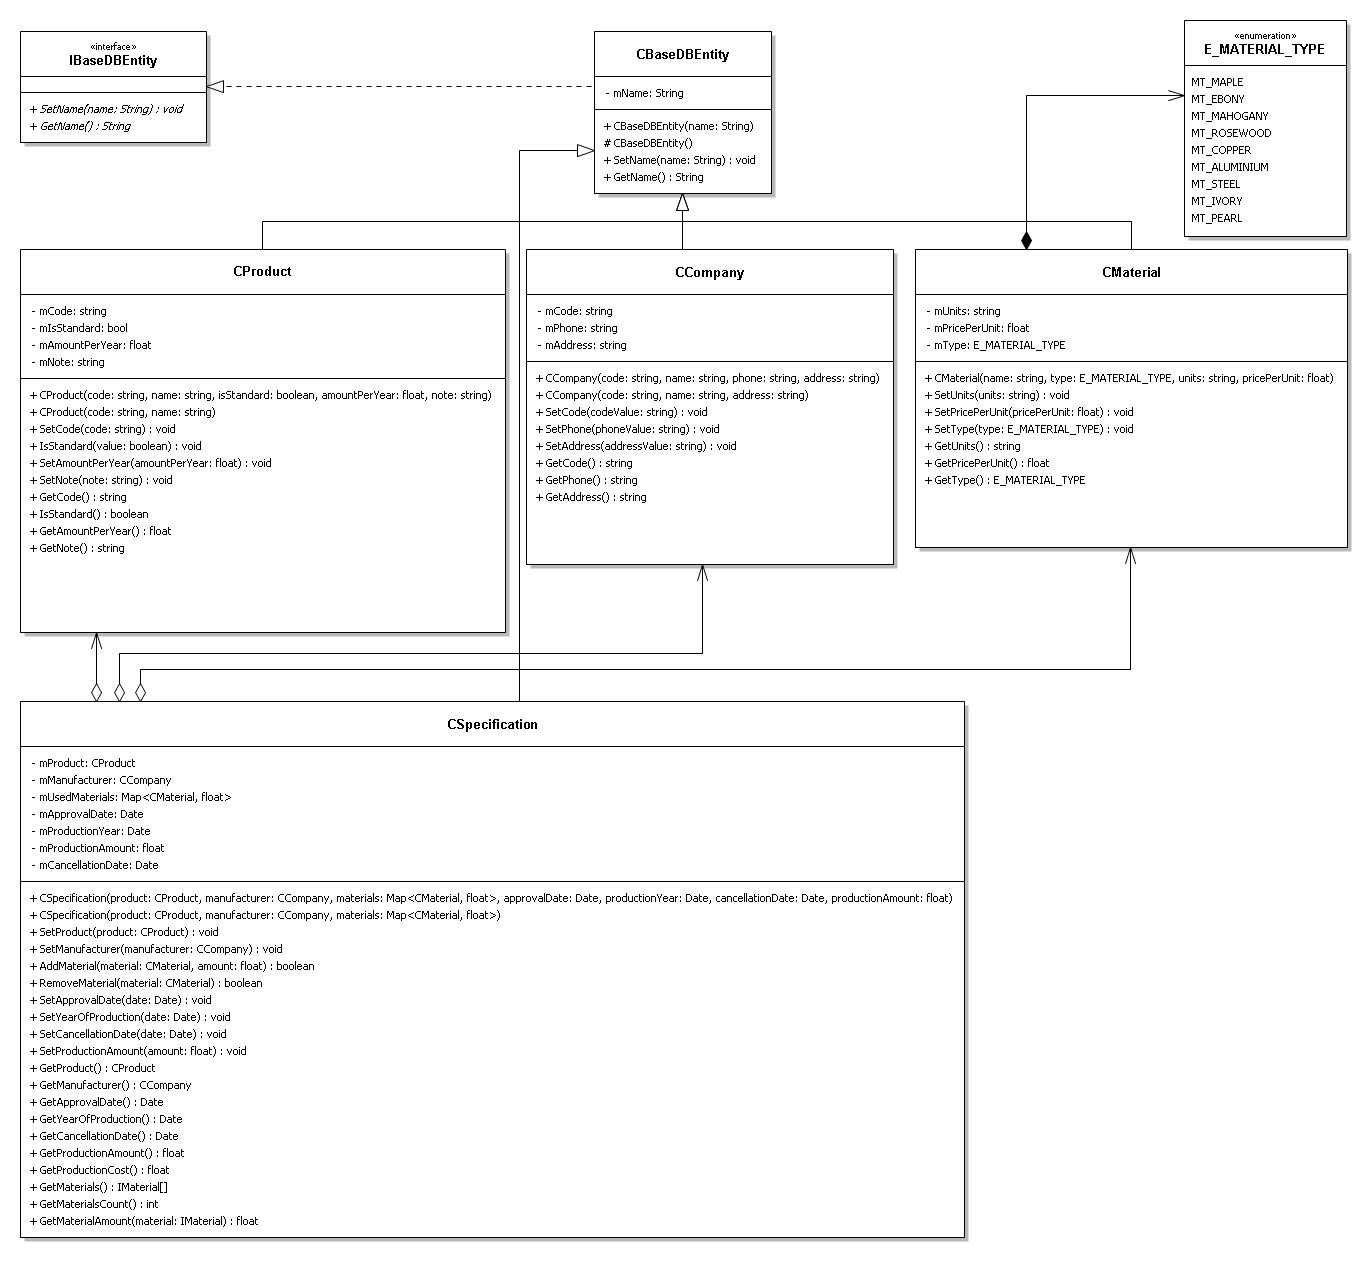 «interface»
IBaseDBEntity
+ SetName(name: String) : void
+ GetName() : String
CBaseDBEntity
- mName: String
+ CBaseDBEntity(name: String)
# CBaseDBEntity()
+ SetName(name: String) : void
+ GetName() : String
«enumeration»
E_MATERIAL_TYPE
MT_MAPLE
MT_EBONY
MT_MAHOGANY
MT_ROSEWOOD
MT_COPPER
MT_ALUMINIUM
MT_STEEL
MT_IVORY
MT_PEARL
CProduct
- mCode: string
- mIsStandard: bool
- mAmountPerYear: float
- mNote: string
+ CProduct(code: string, name: string, isStandard: boolean, amountPerYear: float, note: string)
+ CProduct(code: string, name: string)
+ SetCode(code: string) : void
+ IsStandard(value: boolean) : void
+ SetAmountPerYear(amountPerYear: float) : void
+ SetNote(note: string) : void
+ GetCode() : string
+ IsStandard() : boolean
+ GetAmountPerYear() : float
+ GetNote() : string
CCompany
- mCode: string
- mPhone: string
- mAddress: string
+ CCompany(code: string, name: string, phone: string, address: string)
+ CCompany(code: string, name: string, address: string)
+ SetCode(codeValue: string) : void
+ SetPhone(phoneValue: string) : void
+ SetAddress(addressValue: string) : void
+ GetCode() : string
+ GetPhone() : string
+ GetAddress() : string
CMaterial
- mUnits: string
- mPricePerUnit: float
- mType: E_MATERIAL_TYPE
+ CMaterial(name: string, type: E_MATERIAL_TYPE, units: string, pricePerUnit: float)
+ SetUnits(units: string) : void
+ SetPricePerUnit(pricePerUnit: float) : void
+ SetType(type: E_MATERIAL_TYPE) : void
+ GetUnits() : string
+ GetPricePerUnit() : float
+ GetType() : E_MATERIAL_TYPE
CSpecification
- mProduct: CProduct
- mManufacturer: CCompany
- mUsedMaterials: Map<CMaterial, float>
- mApprovalDate: Date
- mProductionYear: Date
- mProductionAmount: float
- mCancellationDate: Date
+ CSpecification(product: CProduct, manufacturer: CCompany, materials: Map<CMaterial, float>, approvalDate: Date, productionYear: Date, cancellationDate: Date, productionAmount: float)
+ CSpecification(product: CProduct, manufacturer: CCompany, materials: Map<CMaterial, float>)
+ SetProduct(product: CProduct) : void
+ SetManufacturer(manufacturer: CCompany) : void
+ AddMaterial(material: CMaterial, amount: float) : boolean
+ RemoveMaterial(material: CMaterial) : boolean
+ SetApprovalDate(date: Date) : void
+ SetYearOfProduction(date: Date) : void
+ SetCancellationDate(date: Date) : void
+ SetProductionAmount(amount: float) : void
+ GetProduct() : CProduct
+ GetManufacturer() : CCompany
+ GetApprovalDate() : Date
+ GetYearOfProduction() : Date
+ GetCancellationDate() : Date
+ GetProductionAmount() : float
+ GetProductionCost() : float
+ GetMaterials() : IMaterial[]
+ GetMaterialsCount() : int
+ GetMaterialAmount(material: IMaterial) : float